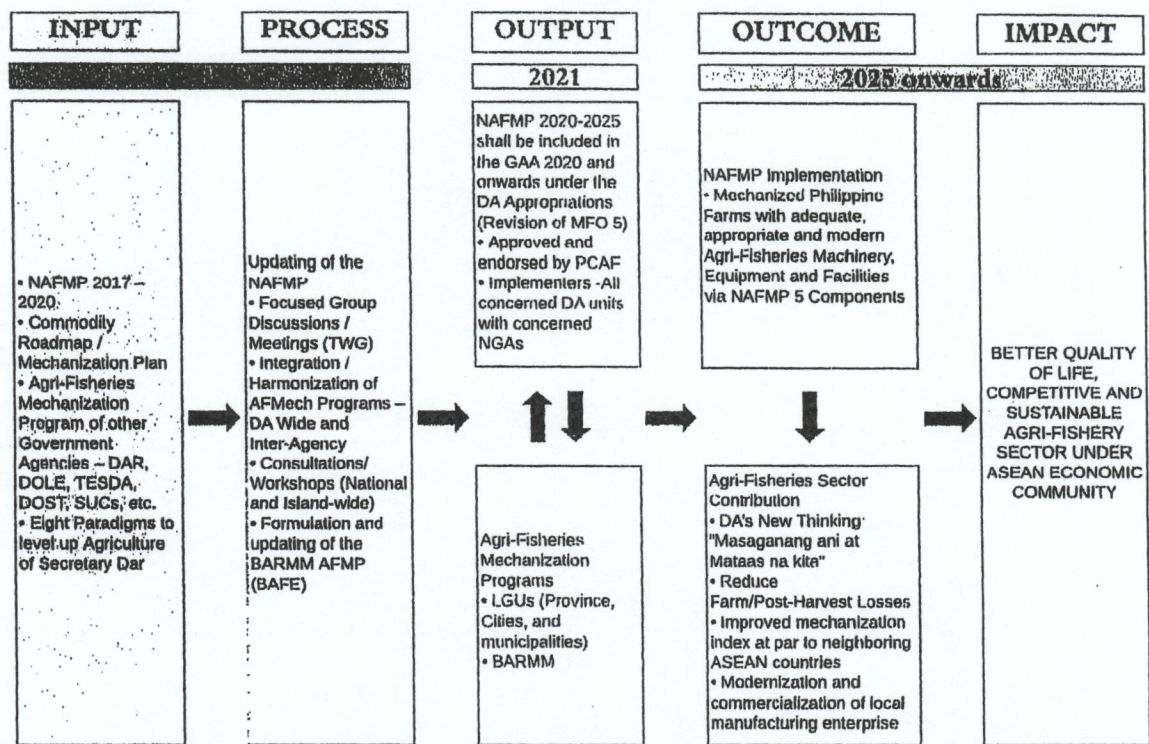 INPUT
PROCESS
OUTPUT
OUTCOME
IMPACT
2021
2025 onwards
• NAFMP 2017 –
2020
• Commodity
Roadmap /
Mechanization Plan
• Agri-Fisheries
Mechanization
Program of other
Government
Agencies – DAR,
DOLE, TESDA,
DOST, SUCs, etc.
• Eight Paradigms to
level up Agriculture
of Secretary Dar
Updating of the
NAFMP
• Focused Group
Discussions /
Meetings (TWG)
• Integration /
Harmonization of
AFMech Programs –
DA Wide and
Inter-Agency
• Consultations/
Workshops (National
and Island-wide)
• Formulation and
updating of the
BARMM AFMP
(BAFE)
NAFMP 2020-2025
shall be included in
the GAA 2020 and
onwards under the
DA Appropriations
(Revision of MFO 5)
• Approved and
endorsed by PCAF
• Implementers -All
concerned DA units
with concerned
NGAs
Agri-Fisheries
Mechanization
Programs
• LGUs (Province,
Cities, and
municipalities)
• BARMM
NAFMP Implementation
• Mechanized Philippine
Farms with adequate,
appropriate and modern
Agri-Fisheries Machinery,
Equipment and Facilities
via NAFMP 5 Components
Agri-Fisheries Sector
Contribution
• DA's New Thinking
"Masaganang ani at
Mataas na kita"
• Reduce
Farm/Post-Harvest Losses
• Improved mechanization
index at par to neighboring
ASEAN countries
• Modernization and
commercialization of local
manufacturing enterprise
BETTER QUALITY
OF LIFE,
COMPETITIVE AND
SUSTAINABLE
AGRI-FISHERY
SECTOR UNDER
ASEAN ECONOMIC
COMMUNITY